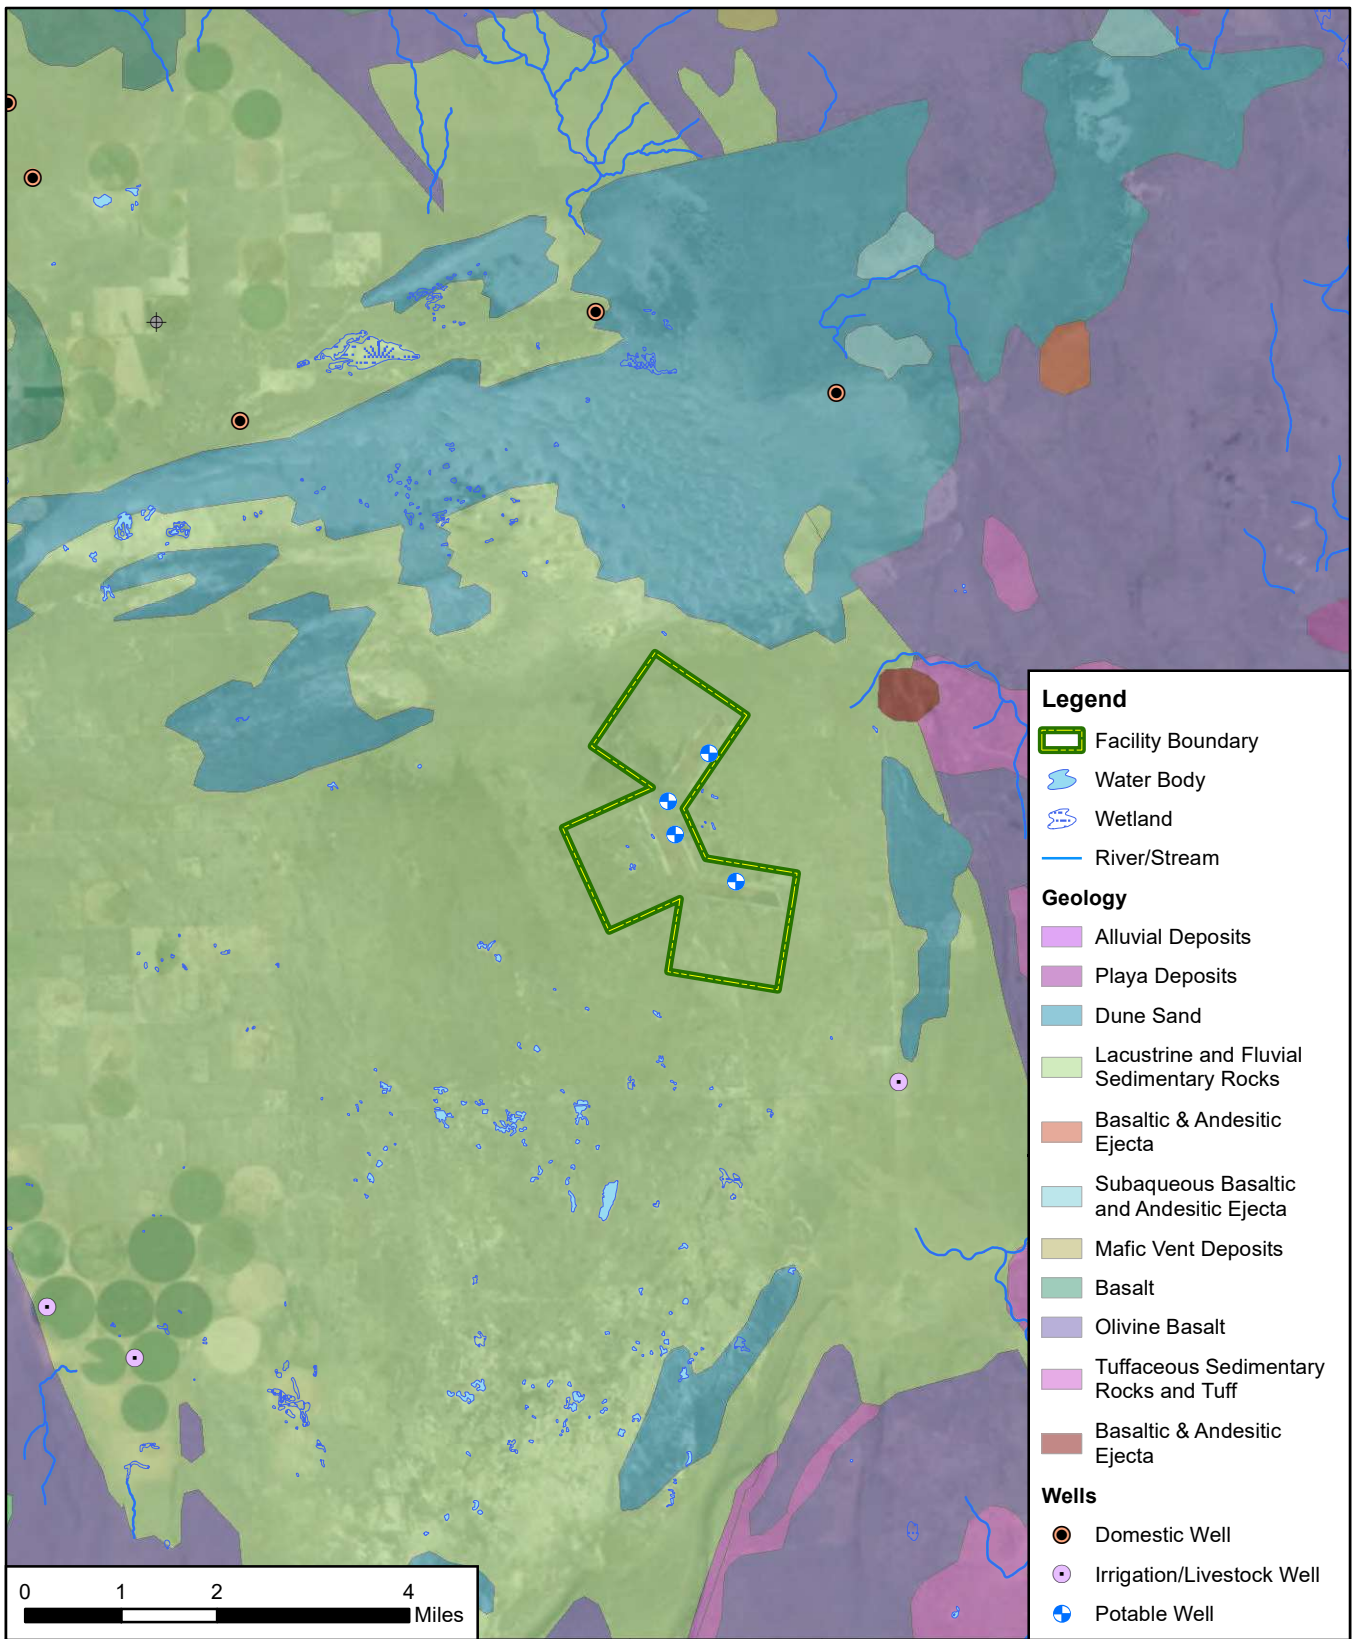 Legend
Facility Boundary
Water Body
Wetland
River/Stream
Geology
Alluvial Deposits
Playa Deposits
Dune Sand
Lacustrine and Fluvial
Sedimentary Rocks
Basaltic & Andesitic
Ejecta
Subaqueous Basaltic
and Andesitic Ejecta
Mafic Vent Deposits
Basalt
Olivine Basalt
Tuffaceous Sedimentary
Rocks and Tuff
Basaltic & Andesitic
Ejecta
Wells
Domestic Well
Irrigation/Livestock Well
Potable Well
0 1 2 4
Miles